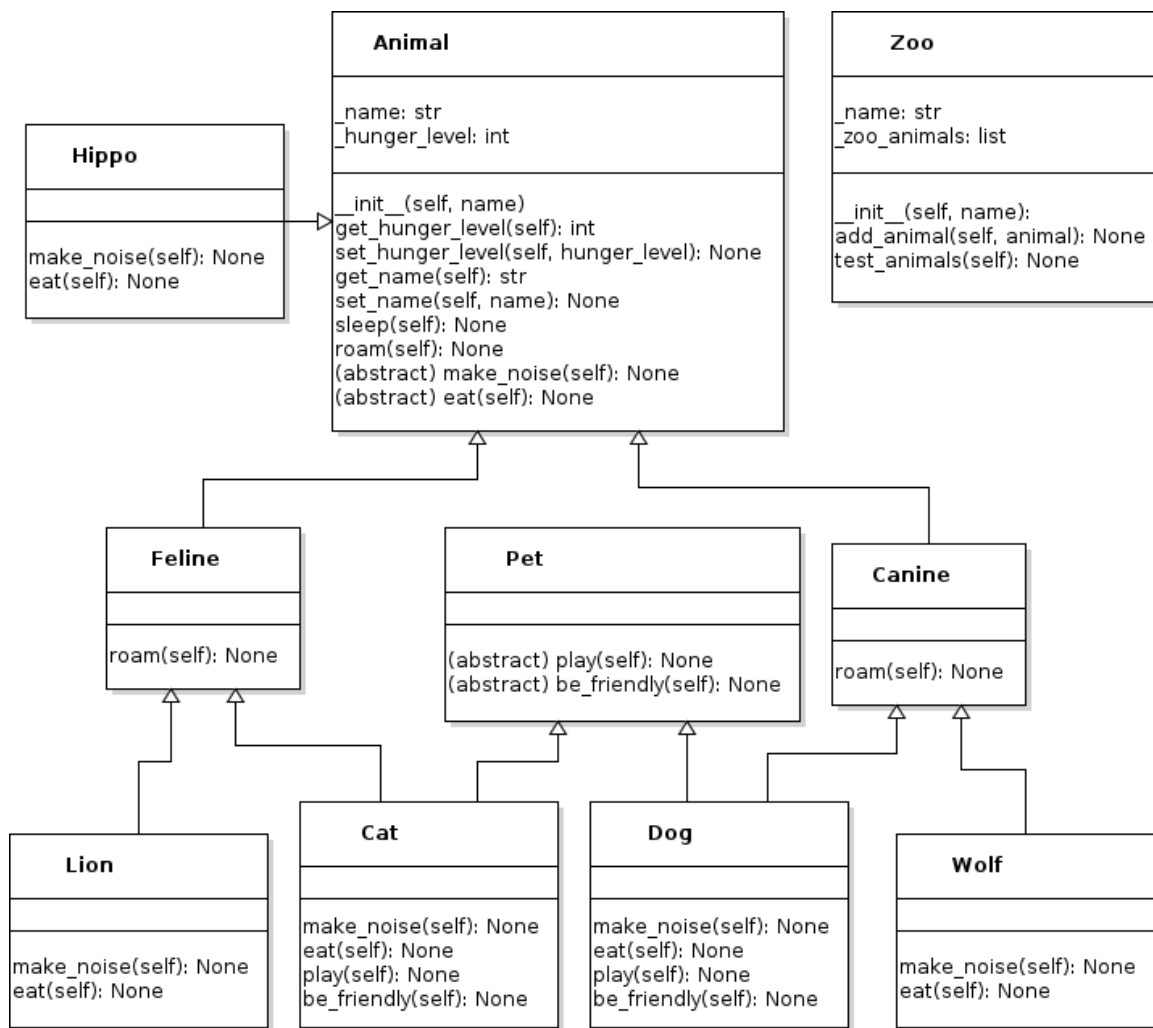 Animal
_name: str
_hunger_level: int
__init__(self, name)
get_hunger_level(self): int
set_hunger_level(self, hunger_level): None
get_name(self): str
set_name(self, name): None
sleep(self): None
roam(self): None
(abstract) make_noise(self): None
(abstract) eat(self): None
Zoo
_name: str
_zoo_animals: list
__init__(self, name):
add_animal(self, animal): None
test_animals(self): None
Hippo
make_noise(self): None
eat(self): None
Feline
roam(self): None
Pet
(abstract) play(self): None
(abstract) be_friendly(self): None
Canine
roam(self): None
Lion
make_noise(self): None
eat(self): None
Cat
make_noise(self): None
eat(self): None
play(self): None
be_friendly(self): None
Dog
make_noise(self): None
eat(self): None
play(self): None
be_friendly(self): None
Wolf
make_noise(self): None
eat(self): None